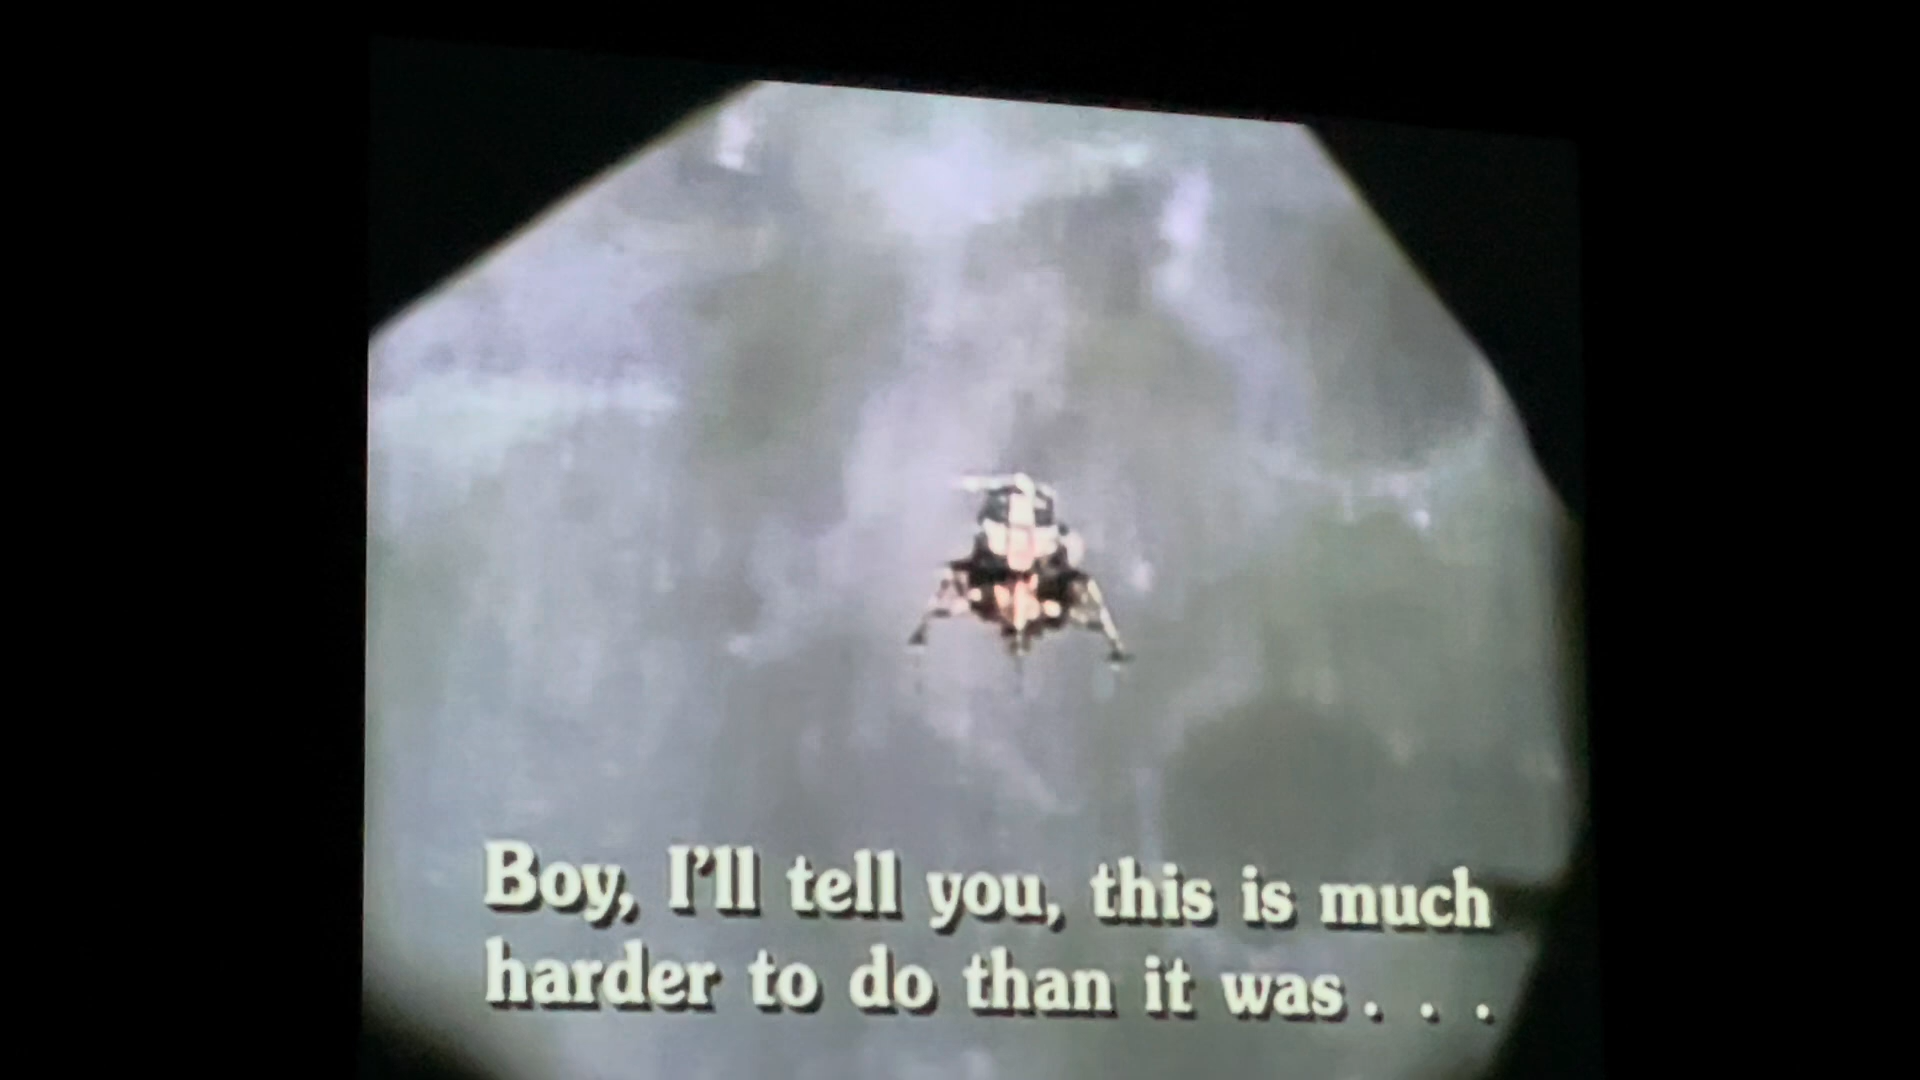 Boy, I'll tell you, this is much
harder to do than it was . . .